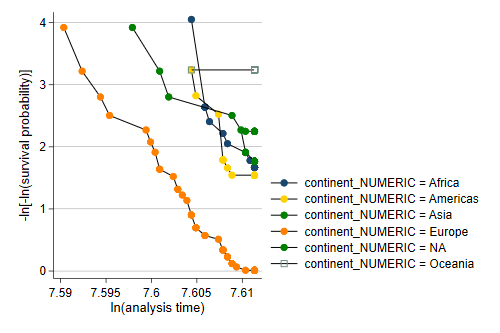 -ln[-ln(survival probability)]
4
3
2
1
0
7.59 7.595 7.6 7.605 7.61
ln(analysis time)
continent_NUMERIC = Africa
continent_NUMERIC = Americas
continent_NUMERIC = Asia
continent_NUMERIC = Europe
continent_NUMERIC = NA
continent_NUMERIC = Oceania